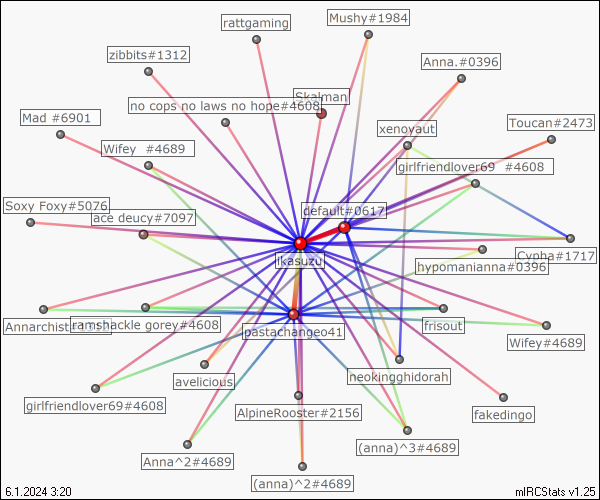 rattgaming
Mushy#1984
zibbits#1312
Anna.#0396
Skalman
no cops no laws no hope#4608
Mad #6901
Toucan#2473
xenoyaut
Wifey #4689
girlfriendlover69 #4608
Soxy Foxy#5076
default#0617
ace deucy#7097
Cypha#1717
ikasuzu
hypomanianna#0396
Annarchist
ramshackle gorey#4608
frisout
pastachangeo41
Wifey#4689
neokingghidorah
avelicious
girlfriendlover69#4608
AlpineRooster#2156
fakedingo
(anna)^3#4689
Anna^2#4689
(anna)^2#4689
6.1.2024 3:20
mIRCStats v1.25